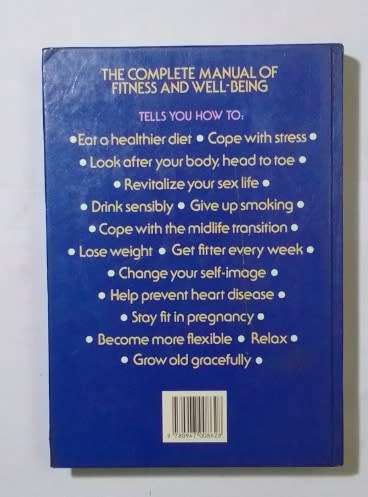 THE COMPLETE MANUAL OF
FITNESS AND WELL-BEING
TELLS YOU HOW TO:
• Eat a healthier diet • Cope with stress •
• Look after your body, head to toe •
• Revitalize your sex life •
• Drink sensibly • Give up smoking •
• Cope with the midlife transition •
• Lose weight • Get fitter every week •
• Change your self-image •
• Help prevent heart disease •
• Stay fit in pregnancy •
• Become more flexible • Relax •
• Grow old gracefully •